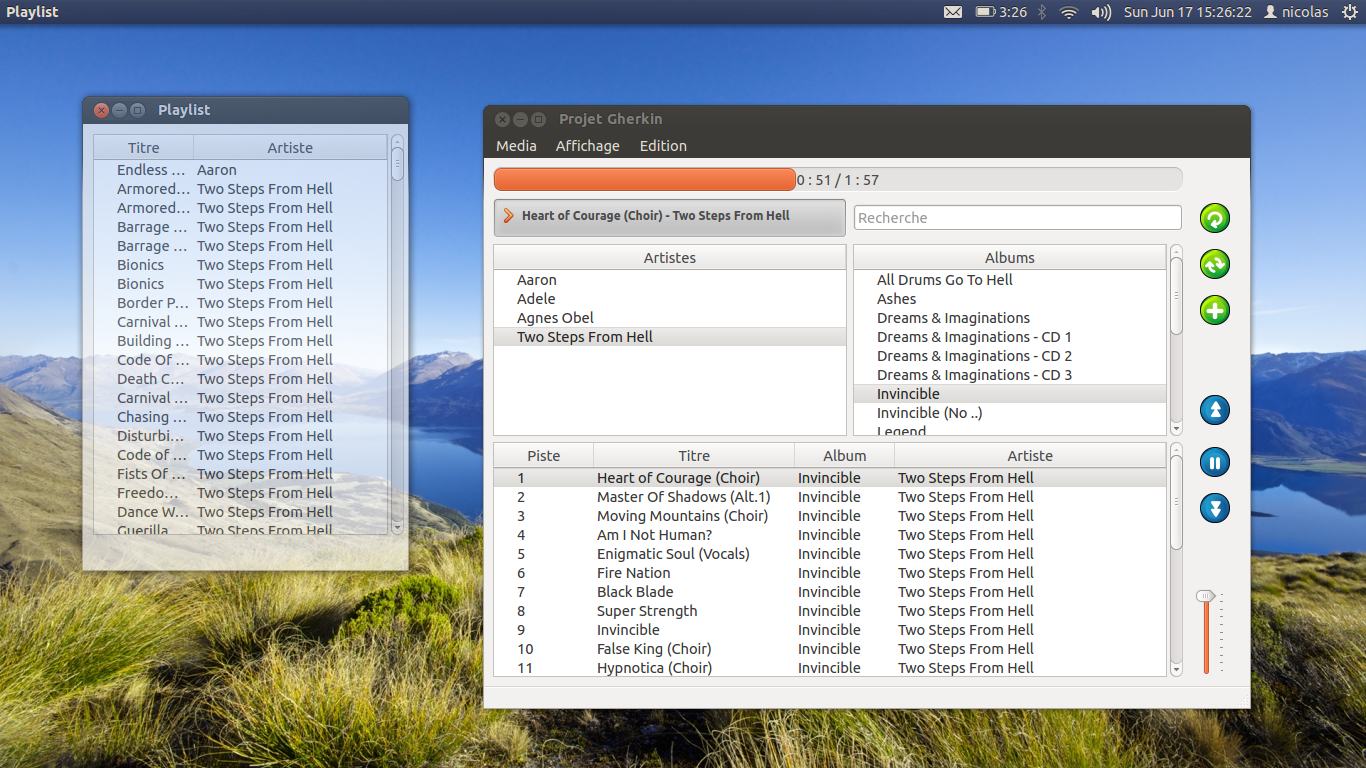 Playlist 3:26 Sun Jun 17 15:26:22 nicolas
Playlist
Titre Artiste
Endless ... Aaron
Armored... Two Steps From Hell
Armored... Two Steps From Hell
Barrage ... Two Steps From Hell
Barrage ... Two Steps From Hell
Bionics Two Steps From Hell
Bionics Two Steps From Hell
Border P... Two Steps From Hell
Carnival ... Two Steps From Hell
Building ... Two Steps From Hell
Code Of ... Two Steps From Hell
Death C... Two Steps From Hell
Carnival ... Two Steps From Hell
Chasing ... Two Steps From Hell
Disturbi... Two Steps From Hell
Code of ... Two Steps From Hell
Fists Of ... Two Steps From Hell
Freedo... Two Steps From Hell
Dance W... Two Steps From Hell
Guerilla... Two Steps From Hell
Projet Gherkin
Media Affichage Edition
0 : 51 / 1 : 57
Heart of Courage (Choir) - Two Steps From Hell
Recherche
Artistes
Aaron
Adele
Agnes Obel
Two Steps From Hell
Albums
All Drums Go To Hell
Ashes
Dreams & Imaginations
Dreams & Imaginations - CD 1
Dreams & Imaginations - CD 2
Dreams & Imaginations - CD 3
Invincible
Invincible (No ..)
Legend
Piste Titre Album Artiste
1 Heart of Courage (Choir) Invincible Two Steps From Hell
2 Master Of Shadows (Alt.1) Invincible Two Steps From Hell
3 Moving Mountains (Choir) Invincible Two Steps From Hell
4 Am I Not Human? Invincible Two Steps From Hell
5 Enigmatic Soul (Vocals) Invincible Two Steps From Hell
6 Fire Nation Invincible Two Steps From Hell
7 Black Blade Invincible Two Steps From Hell
8 Super Strength Invincible Two Steps From Hell
9 Invincible Invincible Two Steps From Hell
10 False King (Choir) Invincible Two Steps From Hell
11 Hypnotica (Choir) Invincible Two Steps From Hell